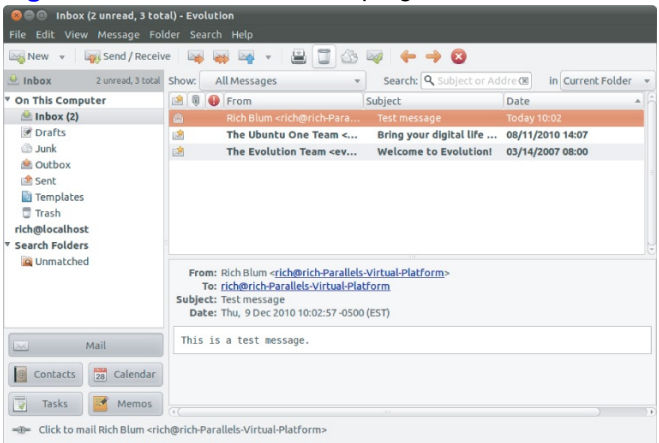 Inbox (2 unread, 3 total) - Evolution
File Edit View Message Folder Search Help
New Send / Receive
Inbox 2 unread, 3 total Show: All Messages Search: Subject or Addre in Current Folder
On This Computer
Inbox (2)
Drafts
Junk
Outbox
Sent
Templates
Trash
rich@localhost
Search Folders
Unmatched
From Subject Date
Rich Blum <rich@rich-Para... Test message Today 10:02
The Ubuntu One Team <... Bring your digital life ... 08/11/2010 14:07
The Evolution Team <ev... Welcome to Evolution! 03/14/2007 08:00
From: Rich Blum <rich@rich-Parallels-Virtual-Platform>
To: rich@rich-Parallels-Virtual-Platform
Subject: Test message
Date: Thu, 9 Dec 2010 10:02:57 -0500 (EST)
This is a test message.
Mail
Contacts 28 Calendar
Tasks Memos
Click to mail Rich Blum <rich@rich-Parallels-Virtual-Platform>